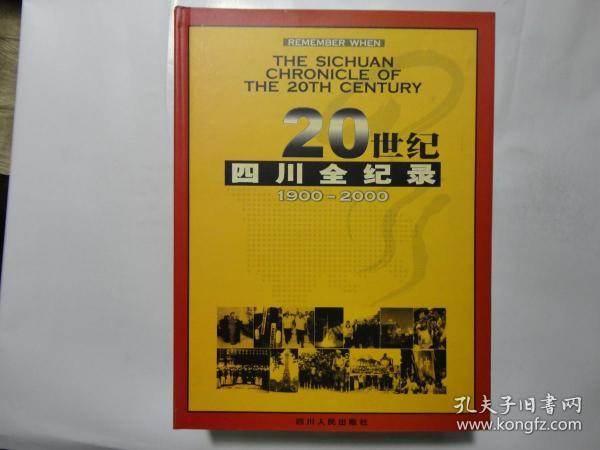 REMEMBER WHEN
THE SICHUAN
CHRONICLE OF
THE 20TH CENTURY
20世纪
四川全纪录
1900-2000
四川人民出版社
孔夫子旧书网
www.kongfz.com